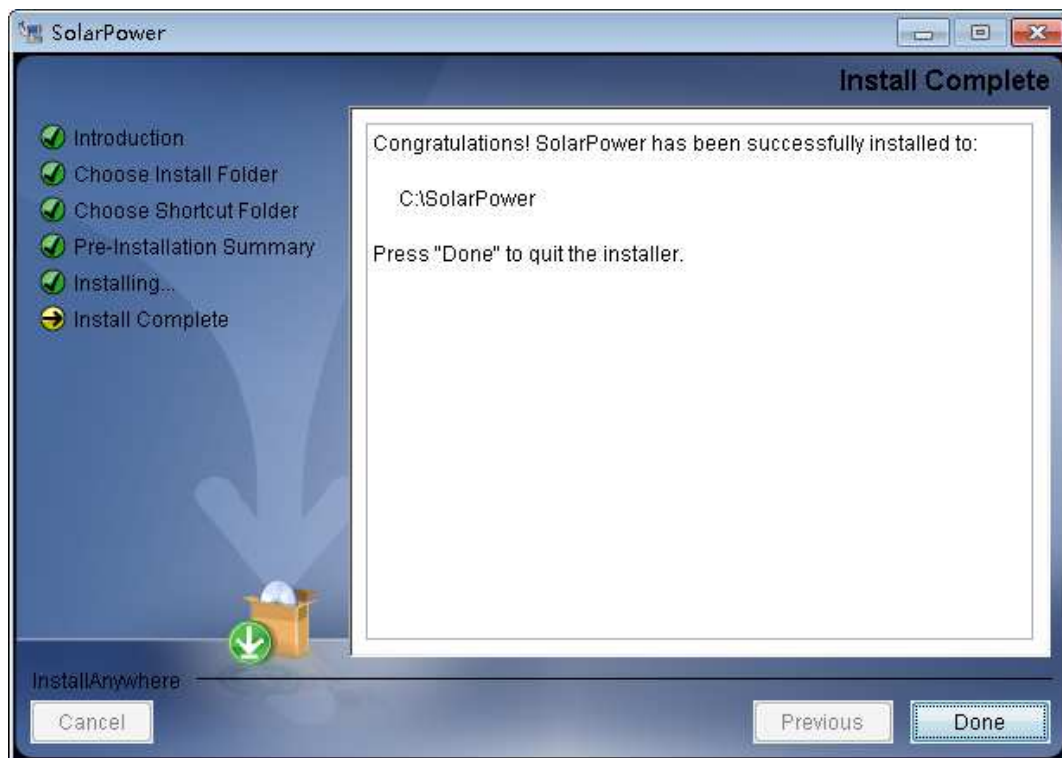 SolarPower
Install Complete
Introduction
Choose Install Folder
Choose Shortcut Folder
Pre-Installation Summary
Installing...
Install Complete
Congratulations! SolarPower has been successfully installed to:
C:\SolarPower
Press "Done" to quit the installer.
InstallAnywhere
Cancel
Previous
Done